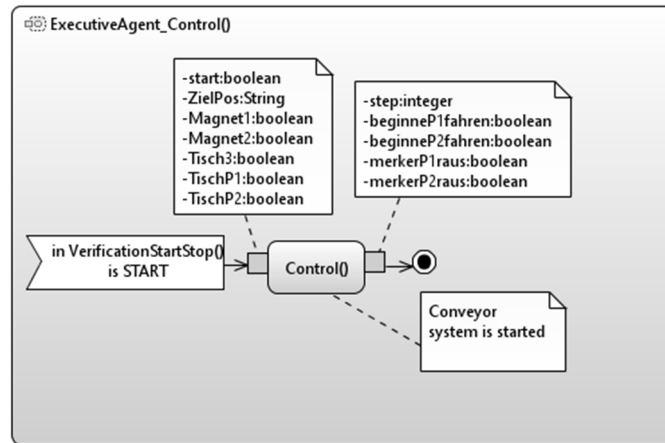 ExecutiveAgent_Control()
-start:boolean
-ZielPos:String
-Magnet1:boolean
-Magnet2:boolean
-Tisch3:boolean
-TischP1:boolean
-TischP2:boolean
-step:integer
-beginneP1fahren:boolean
-beginneP2fahren:boolean
-merkerP1raus:boolean
-merkerP2raus:boolean
in VerificationStartStop()
is START
Control()
Conveyor
system is started